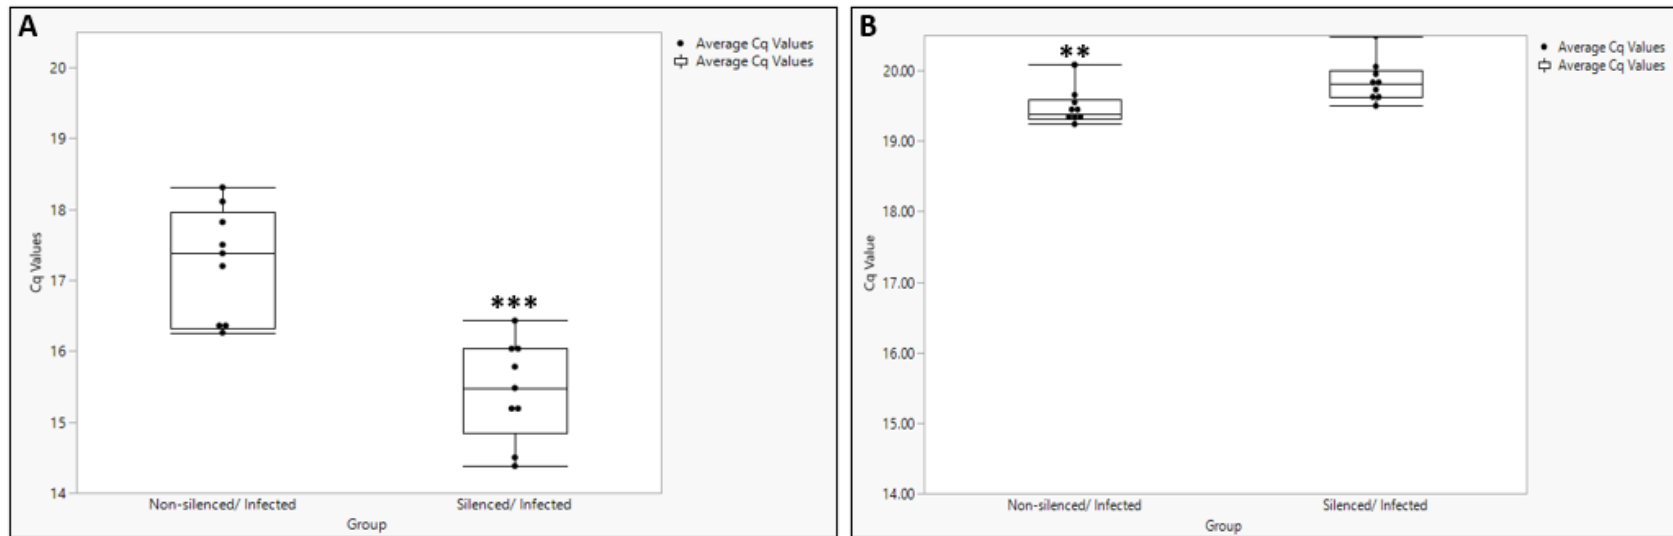 A
Average Cq Values
Average Cq Values
20
19
18
17
16
15
14
Cq Values
***
Non-silenced/ Infected
Silenced/ Infected
Group
B
Average Cq Values
Average Cq Values
20.00
19.00
18.00
17.00
16.00
15.00
14.00
Cq Value
**
Non-silenced/ Infected
Silenced/ Infected
Group